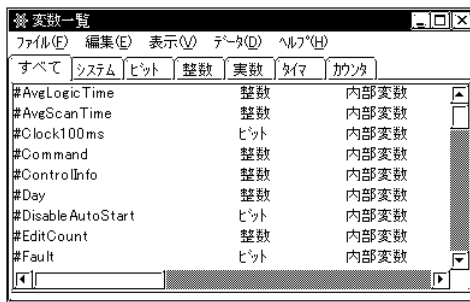 変数一覧
ファイル(F) 編集(E) 表示(V) データ(D) ヘルプ(H)
すべて システム ビット 整数 実数 タイマ カウンタ
#AvgLogicTime 整数 内部変数
#AvgScanTime 整数 内部変数
#Clock100ms ビット 内部変数
#Command 整数 内部変数
#ControlInfo 整数 内部変数
#Day 整数 内部変数
#DisableAutoStart ビット 内部変数
#EditCount 整数 内部変数
#Fault ビット 内部変数